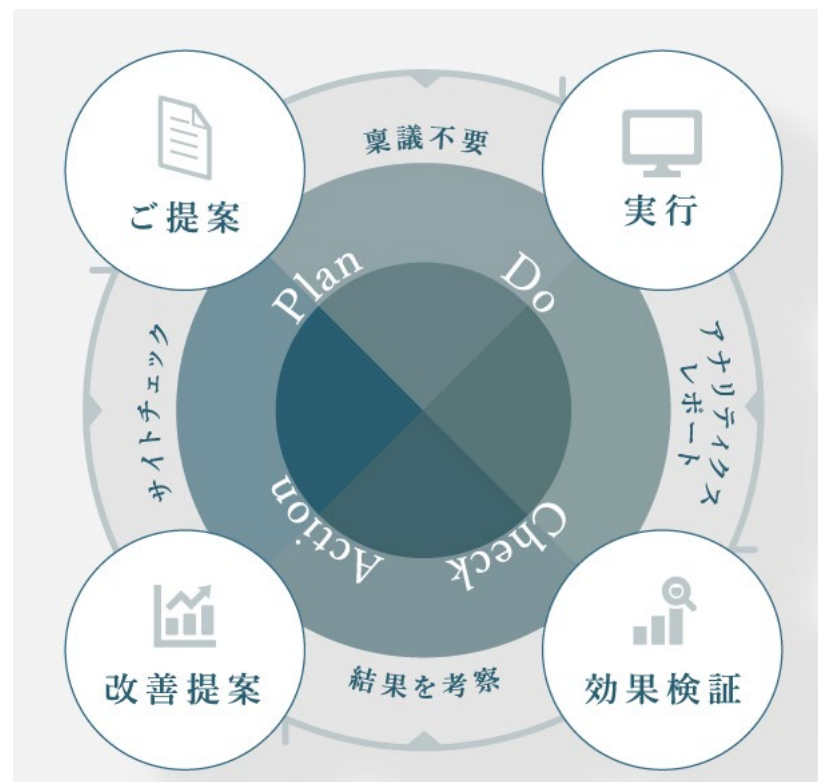 稟議不要
ご提案
実行
Plan
Do
サイトチェック
アナリティクス
レポート
Action
Check
改善提案
結果を考察
効果検証